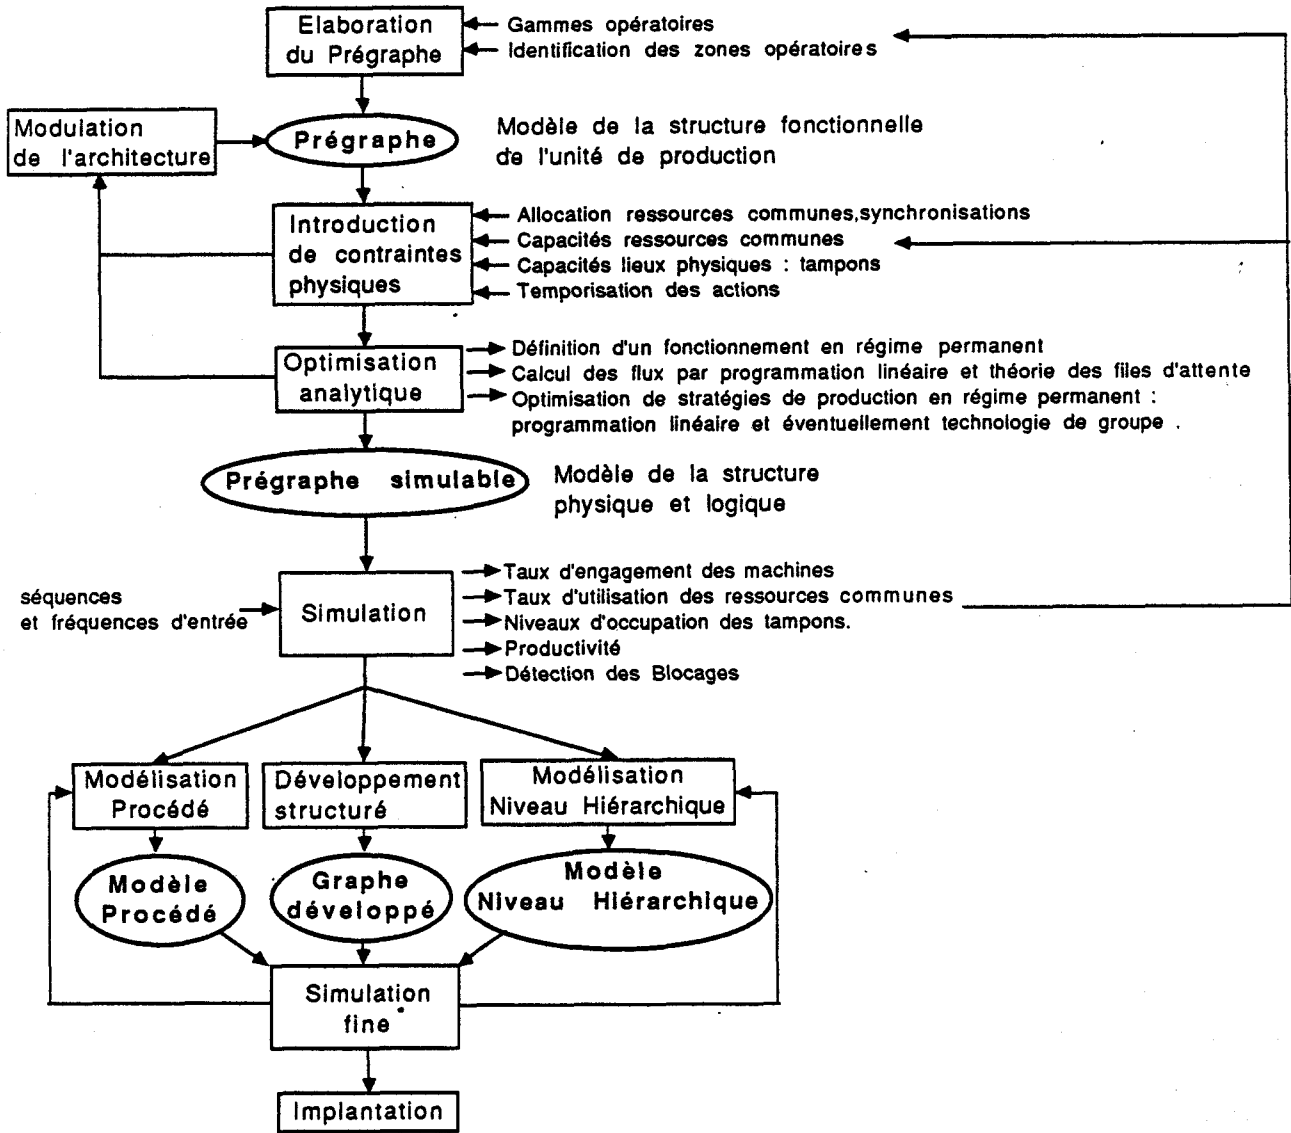 Elaboration
du Prégraphe
Gammes opératoires
Identification des zones opératoires
Modulation
de l'architecture
Prégraphe
Modèle de la structure fonctionnelle
de l'unité de production
Introduction
de contraintes
physiques
Allocation ressources communes,synchronisations
Capacités ressources communes
Capacités lieux physiques : tampons
Temporisation des actions
Optimisation
analytique
Définition d'un fonctionnement en régime permanent
Calcul des flux par programmation linéaire et théorie des files d'attente
Optimisation de stratégies de production en régime permanent :
programmation linéaire et éventuellement technologie de groupe .
Prégraphe simulable
Modèle de la structure
physique et logique
séquences
et fréquences d'entrée
Simulation
Taux d'engagement des machines
Taux d'utilisation des ressources communes
Niveaux d'occupation des tampons.
Productivité
Détection des Blocages
Modélisation
Procédé
Développement
structuré
Modélisation
Niveau Hiérarchique
Modèle
Procédé
Graphe
développé
Modèle
Niveau Hiérarchique
Simulation
fine
Implantation